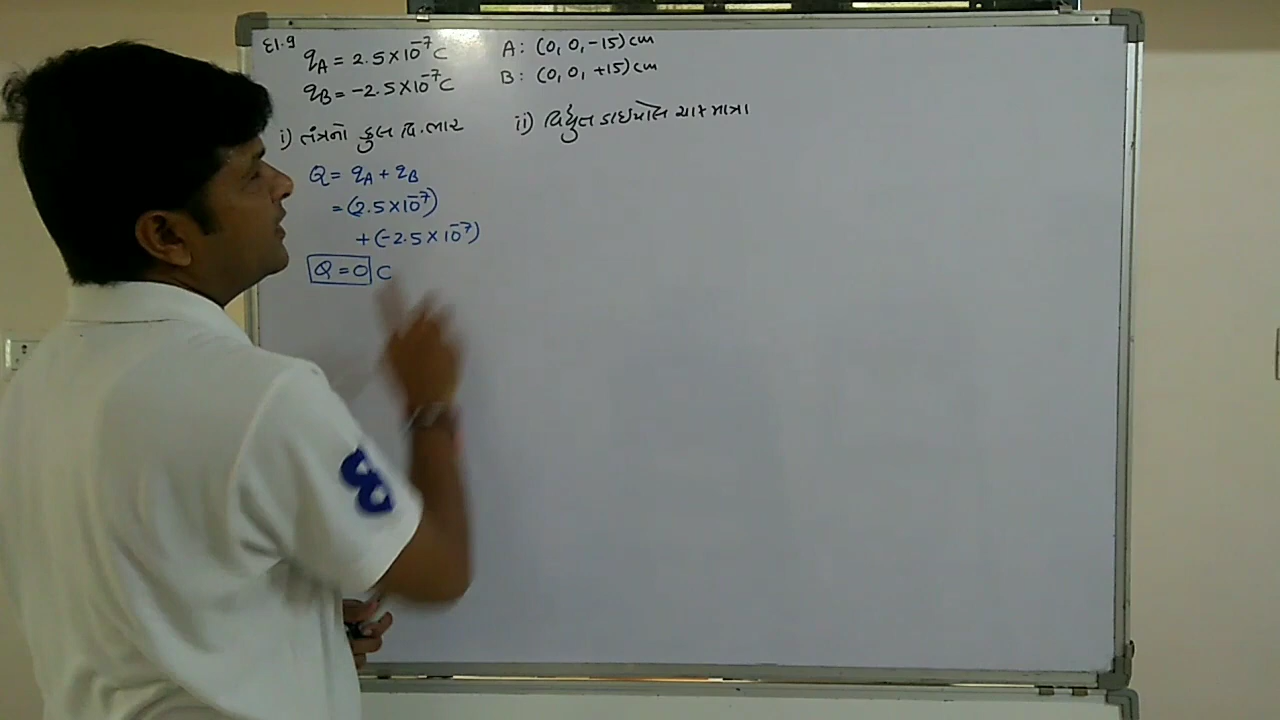 દા.9
qA = 2.5×10⁻⁷C
qB = -2.5×10⁻⁷C
A: (0, 0, -15) cm
B: (0, 0, +15) cm
i) તંત્રનો કુલ વિ.ભાર
Q = qA + qB
= (2.5×10⁻⁷)
+ (-2.5×10⁻⁷)
Q = 0 C
ii) વિદ્યુત ડાઇપોલ ચાકમાત્રા
8